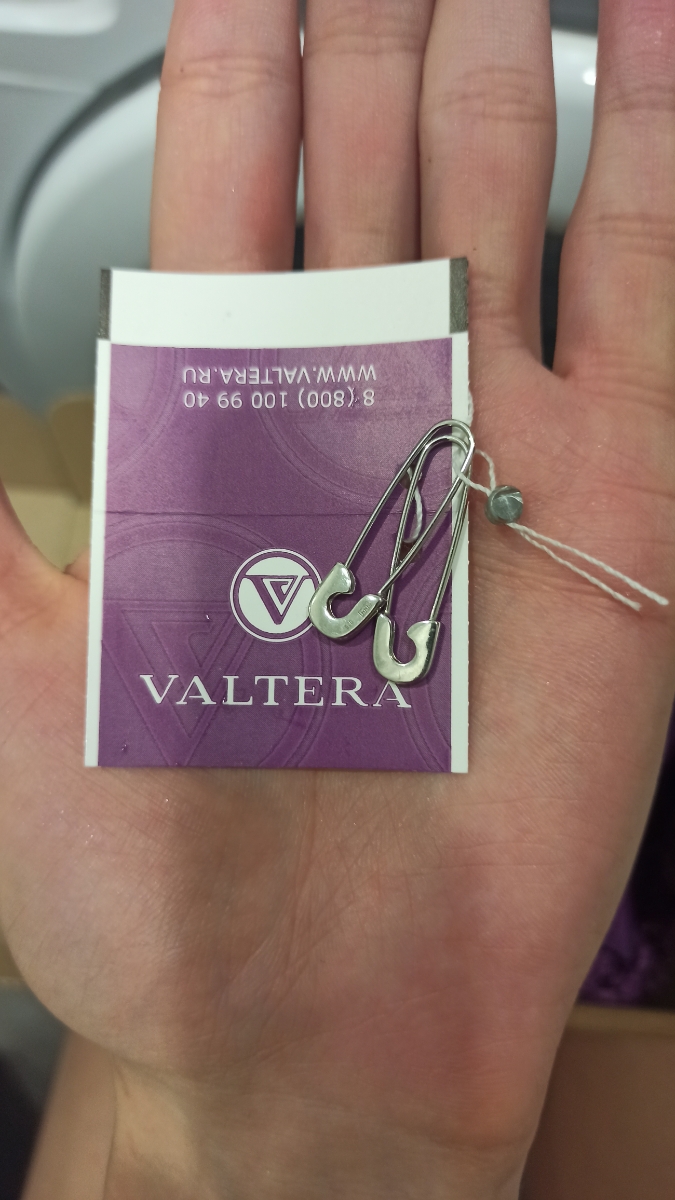 8 (800) 100 99 40
WWW.VALTERA.RU
VALTERA